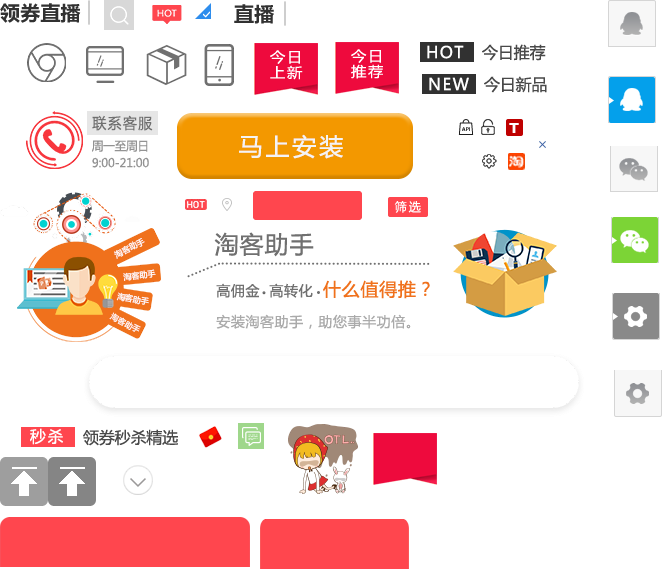 领券直播
HOT
直播
今日
上新
今日
推荐
HOT 今日推荐
NEW 今日新品
联系客服
周一至周日
9:00-21:00
马上安装
API
T
淘
HOT
筛选
淘客助手
淘客助手
淘客助手
淘客助手
淘客助手
高佣金·高转化·什么值得推？
安装淘客助手，助您事半功倍。
秒杀 领券秒杀精选
OTL.